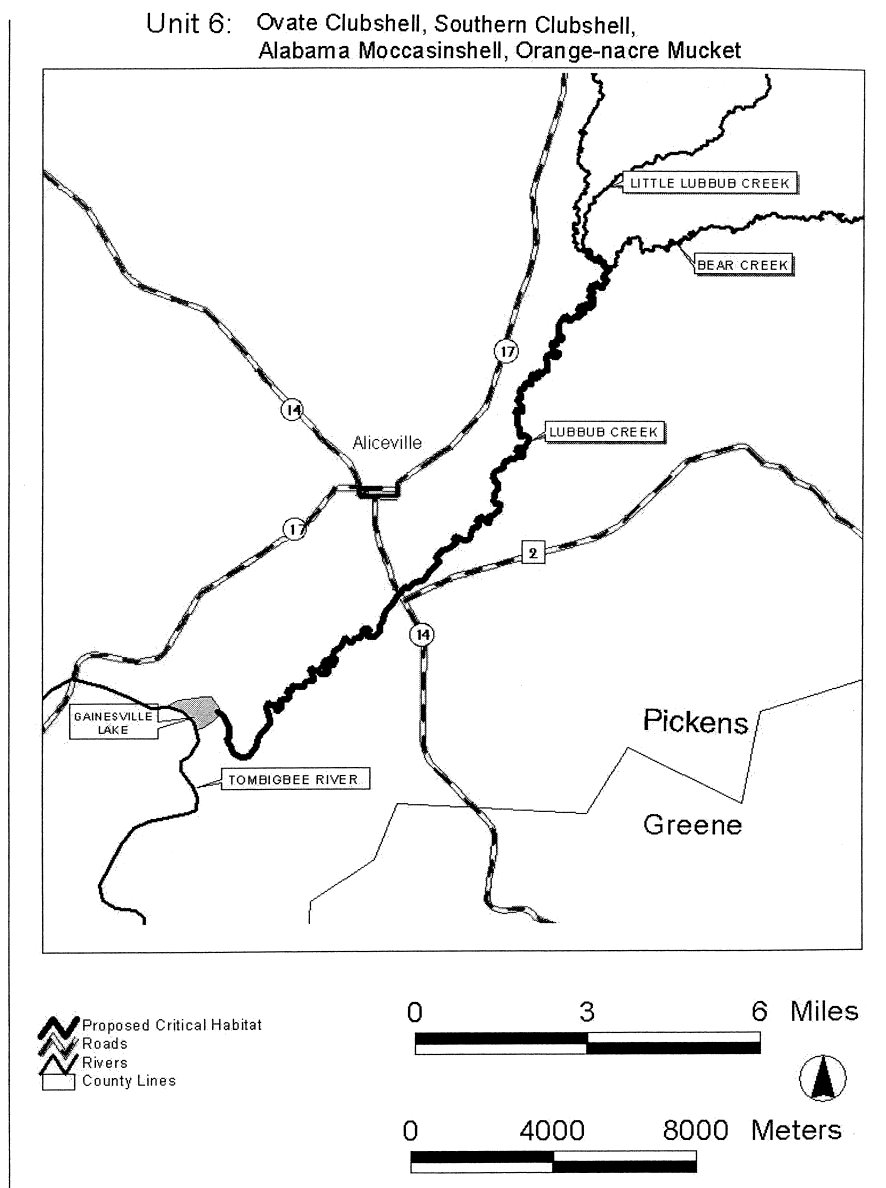 Unit 6: Ovate Clubshell, Southern Clubshell,
Alabama Moccasinshell, Orange-nacre Mucket
LITTLE LUBBUB CREEK
BEAR CREEK
17
14
Aliceville
LUBBUB CREEK
17
2
14
GAINESVILLE
LAKE
Pickens
TOMBIGBEE RIVER
Greene
Proposed Critical Habitat
Roads
Rivers
County Lines
0 3 6 Miles
0 4000 8000 Meters